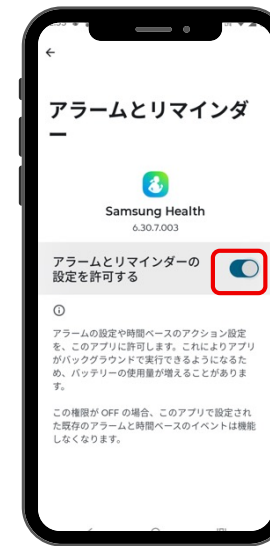 アラームとリマインダ
ー
Samsung Health
6.30.7.003
アラームとリマインダーの
設定を許可する
アラームの設定や時間ベースのアクション設定
を、このアプリに許可します。これによりアプリ
がバックグラウンドで実行できるようになるた
め、バッテリーの使用量が増えることがありま
す。
この権限が OFF の場合、このアプリで設定され
た既存のアラームと時間ベースのイベントは機能
しなくなります。